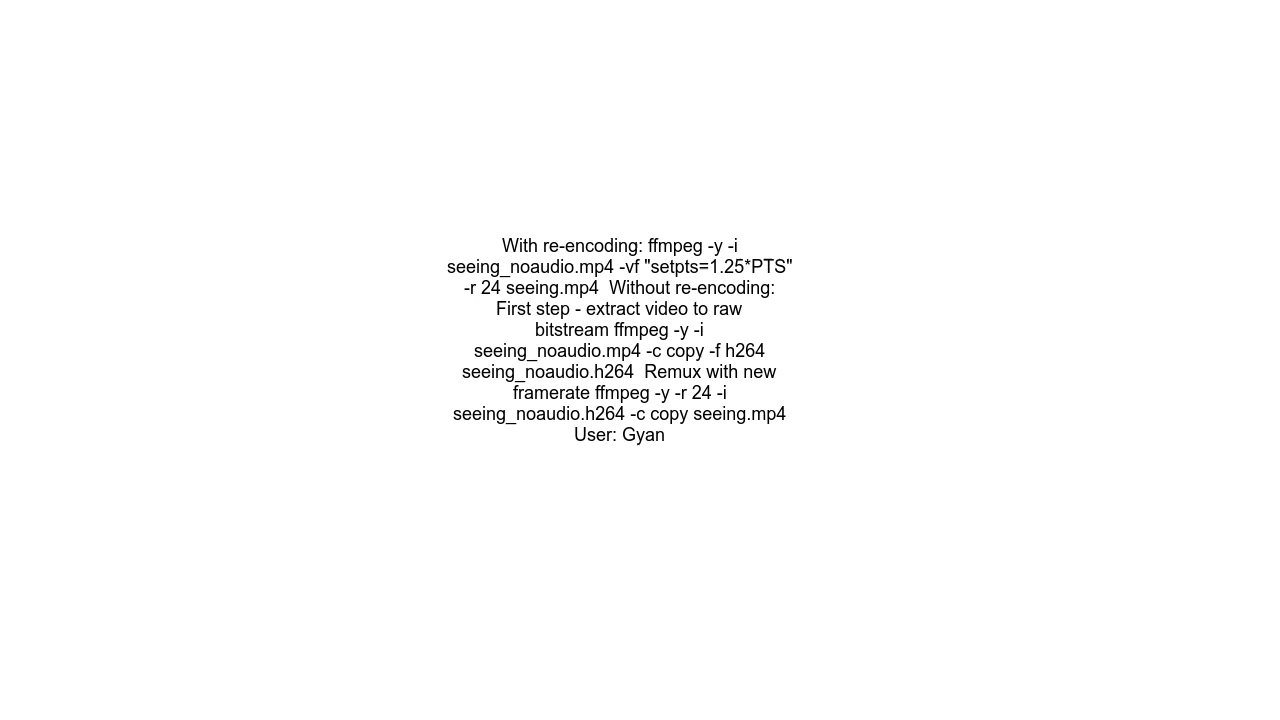 With re-encoding: ffmpeg -y -i
seeing_noaudio.mp4 -vf "setpts=1.25*PTS"
-r 24 seeing.mp4  Without re-encoding:
First step - extract video to raw
bitstream ffmpeg -y -i
seeing_noaudio.mp4 -c copy -f h264
seeing_noaudio.h264  Remux with new
framerate ffmpeg -y -r 24 -i
seeing_noaudio.h264 -c copy seeing.mp4
User: Gyan